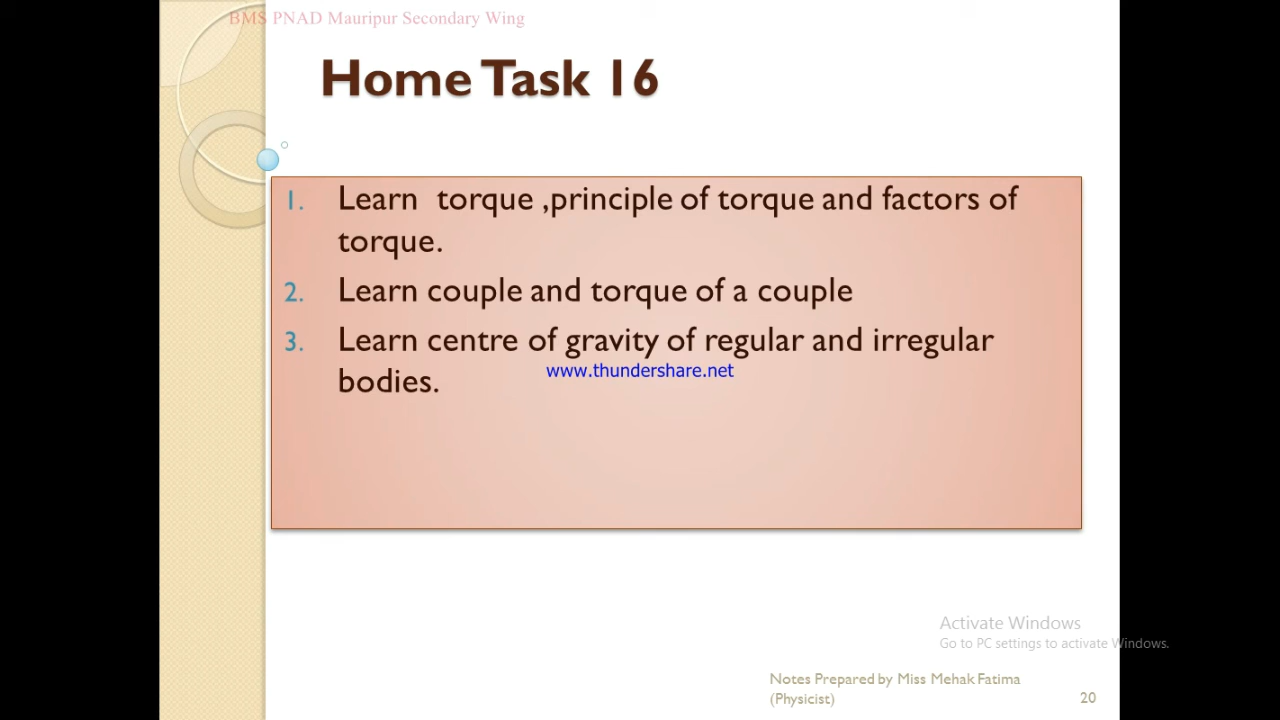 BMS PNAD Mauripur Secondary Wing
Home Task 16
1. Learn torque ,principle of torque and factors of
torque.
2. Learn couple and torque of a couple
3. Learn centre of gravity of regular and irregular
www.thundershare.net
bodies.
Activate Windows
Go to PC settings to activate Windows.
Notes Prepared by Miss Mehak Fatima
(Physicist)
20